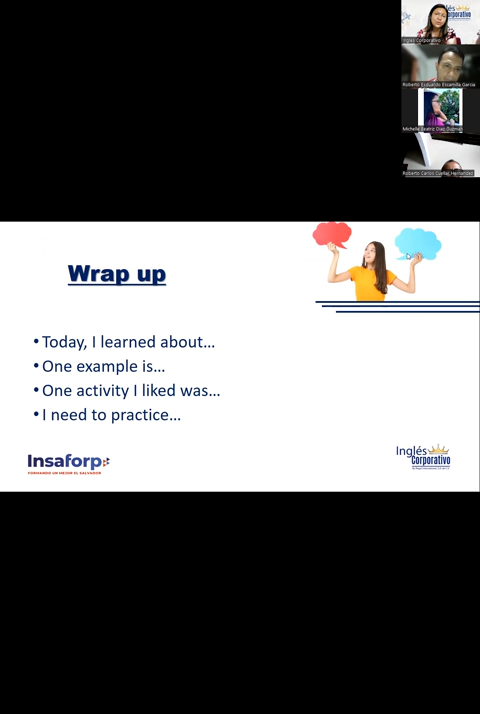 Inglés Corporativo
Roberto Eduardo Escamilla Garcia
Michelle Beatriz Diaz Guzman
Roberto Carlos Cuellar Hernandez
Wrap up
• Today, I learned about…
• One example is…
• One activity I liked was…
• I need to practice…
Insaforp
FORMANDO UN MEJOR EL SALVADOR
Inglés
Corporativo